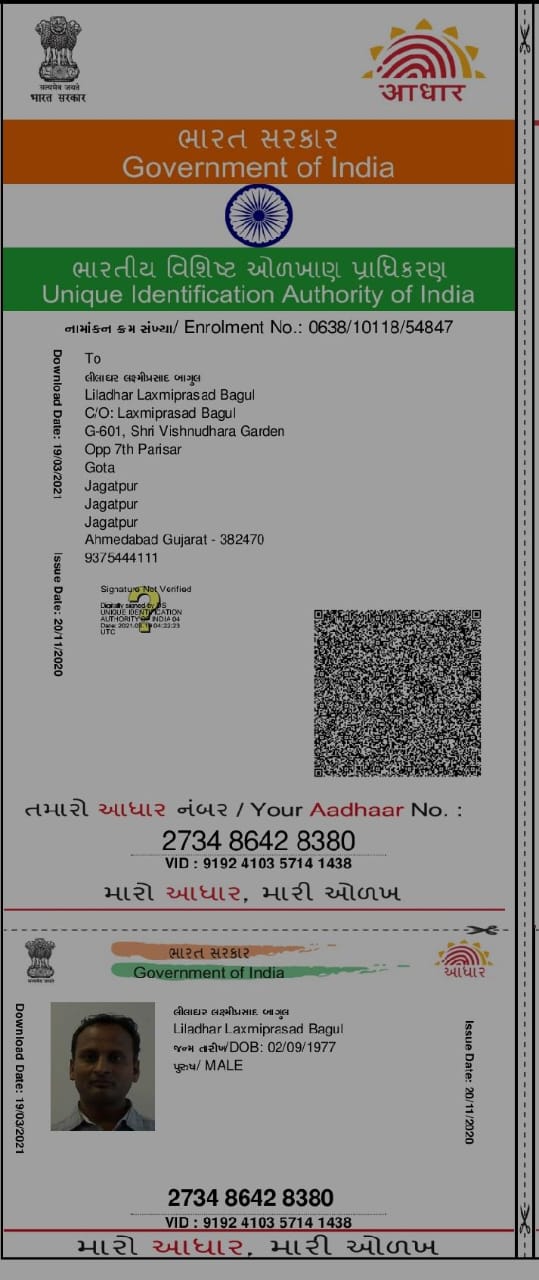 सत्यमेव जयते
भारत सरकार
आधार
ભારત સરકાર
Government of India
ભારતીય વિશિષ્ટ ઓળખાણ પ્રાધિકરણ
Unique Identification Authority of India
નામાંકન ક્રમ સંખ્યા/ Enrolment No.: 0638/10118/54847
Download Date: 19/03/2021
Issue Date: 20/11/2020
To
લીલાધર લક્ષ્મીપ્રસાદ બાગુલ
Liladhar Laxmiprasad Bagul
C/O: Laxmiprasad Bagul
G-601, Shri Vishnudhara Garden
Opp 7th Parisar
Gota
Jagatpur
Jagatpur
Jagatpur
Ahmedabad Gujarat - 382470
9375444111
Signature Not Verified
Digitally signed by DS
UNIQUE IDENTIFICATION
AUTHORITY OF INDIA 04
Date: 2021.03.19 04:22:23
UTC
તમારો આધાર નંબર / Your Aadhaar No. :
2734 8642 8380
VID : 9192 4103 5714 1438
મારો આધાર, મારી ઓળખ
ભારત સરકાર
Government of India
આધાર
Download Date: 19/03/2021
લીલાધર લક્ષ્મીપ્રસાદ બાગુલ
Liladhar Laxmiprasad Bagul
જન્મ તારીખ/DOB: 02/09/1977
પુરુષ/ MALE
Issue Date: 20/11/2020
2734 8642 8380
VID : 9192 4103 5714 1438
મારો આધાર, મારી ઓળખ